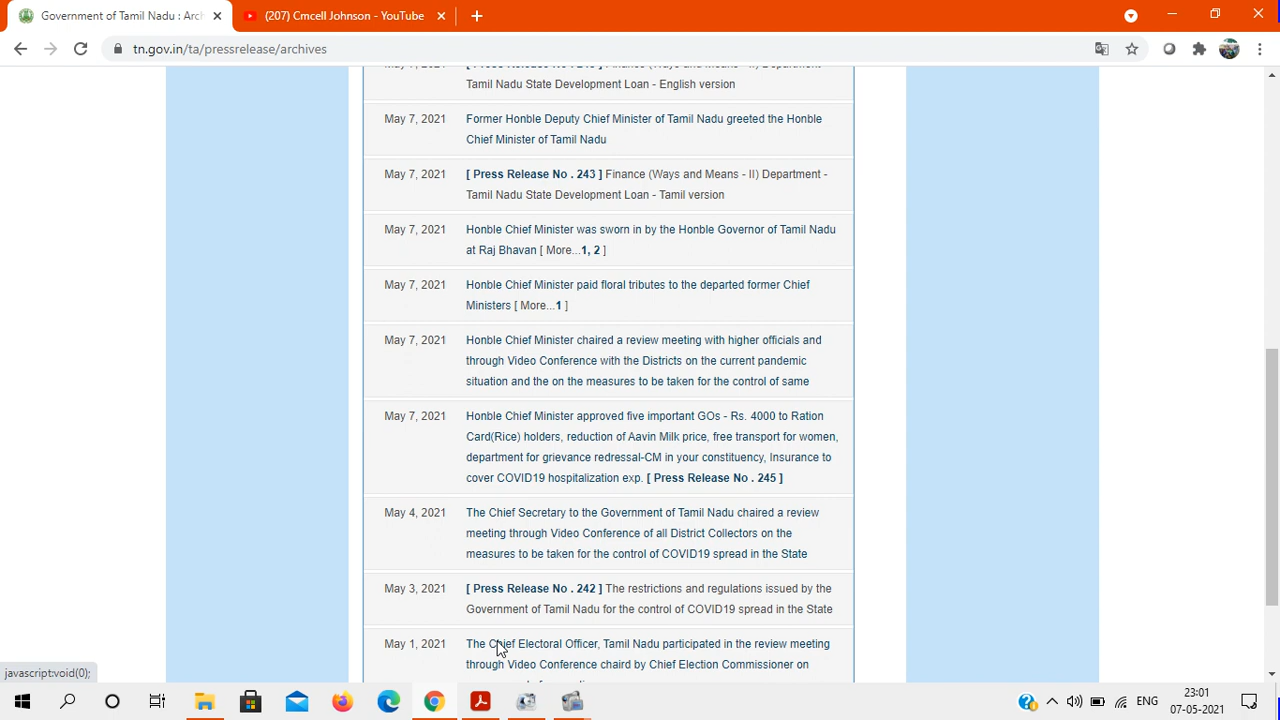 Government of Tamil Nadu : Arch
(207) Cmcell Johnson - YouTube
tn.gov.in/ta/pressrelease/archives
Tamil Nadu State Development Loan - English version
May 7, 2021 Former Honble Deputy Chief Minister of Tamil Nadu greeted the Honble
Chief Minister of Tamil Nadu
May 7, 2021 [ Press Release No . 243 ] Finance (Ways and Means - II) Department -
Tamil Nadu State Development Loan - Tamil version
May 7, 2021 Honble Chief Minister was sworn in by the Honble Governor of Tamil Nadu
at Raj Bhavan [ More...1, 2 ]
May 7, 2021 Honble Chief Minister paid floral tributes to the departed former Chief
Ministers [ More...1 ]
May 7, 2021 Honble Chief Minister chaired a review meeting with higher officials and
through Video Conference with the Districts on the current pandemic
situation and the on the measures to be taken for the control of same
May 7, 2021 Honble Chief Minister approved five important GOs - Rs. 4000 to Ration
Card(Rice) holders, reduction of Aavin Milk price, free transport for women,
department for grievance redressal-CM in your constituency, Insurance to
cover COVID19 hospitalization exp. [ Press Release No . 245 ]
May 4, 2021 The Chief Secretary to the Government of Tamil Nadu chaired a review
meeting through Video Conference of all District Collectors on the
measures to be taken for the control of COVID19 spread in the State
May 3, 2021 [ Press Release No . 242 ] The restrictions and regulations issued by the
Government of Tamil Nadu for the control of COVID19 spread in the State
May 1, 2021 The Chief Electoral Officer, Tamil Nadu participated in the review meeting
through Video Conference chaird by Chief Election Commissioner on
javascript:void(0);
ENG
23:01
07-05-2021